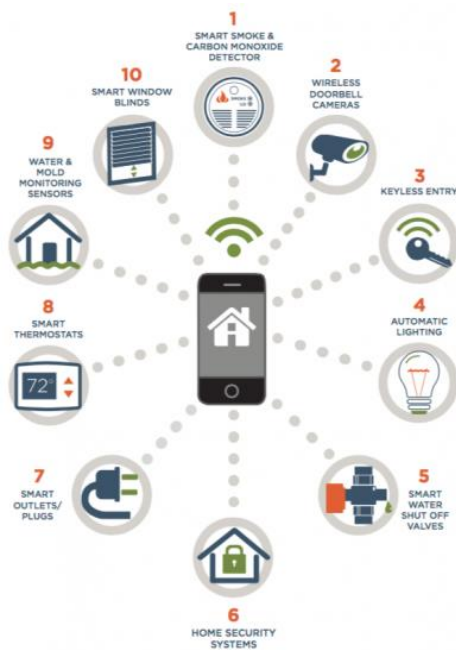 1
SMART SMOKE &
CARBON MONOXIDE
DETECTOR
2
WIRELESS
DOORBELL
CAMERAS
3
KEYLESS ENTRY
4
AUTOMATIC
LIGHTING
5
SMART
WATER
SHUT OFF
VALVES
6
HOME SECURITY
SYSTEMS
7
SMART
OUTLETS/
PLUGS
8
SMART
THERMOSTATS
72°
9
WATER &
MOLD
MONITORING
SENSORS
10
SMART WINDOW
BLINDS
SMOKE
CO